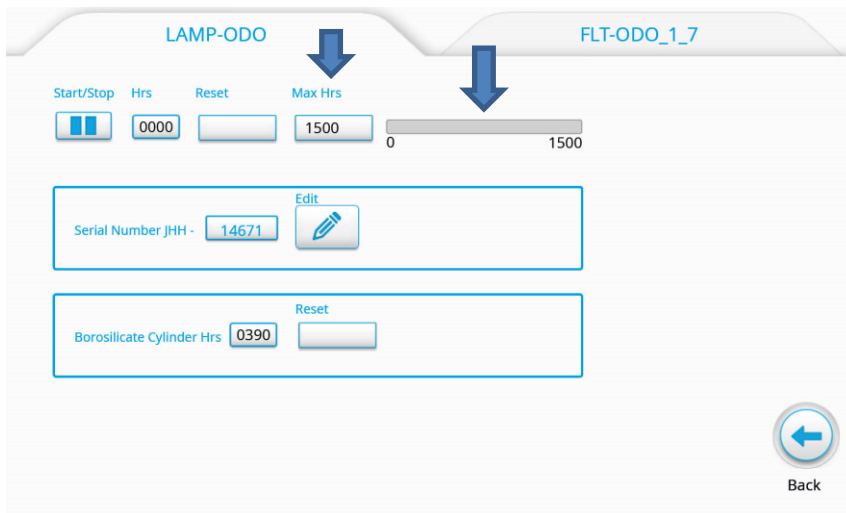 LAMP-ODO FLT-ODO_1_7
Start/Stop Hrs Reset Max Hrs
0000 1500
0 1500
Edit
Serial Number JHH - 14671
Reset
Borosilicate Cylinder Hrs 0390
Back